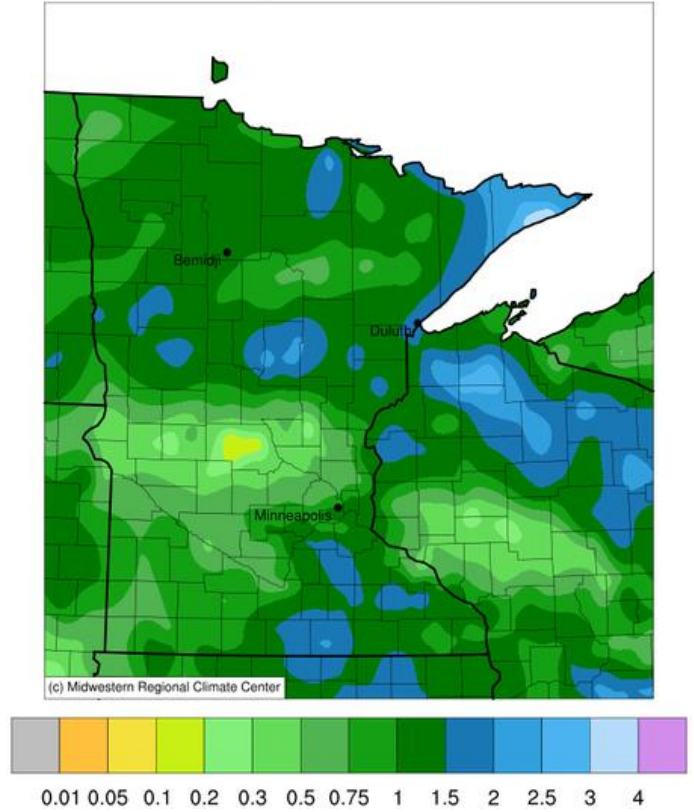 Bemidji
Duluth
Minneapolis
(c) Midwestern Regional Climate Center
0.01 0.05 0.1 0.2 0.3 0.5 0.75 1 1.5 2 2.5 3 4